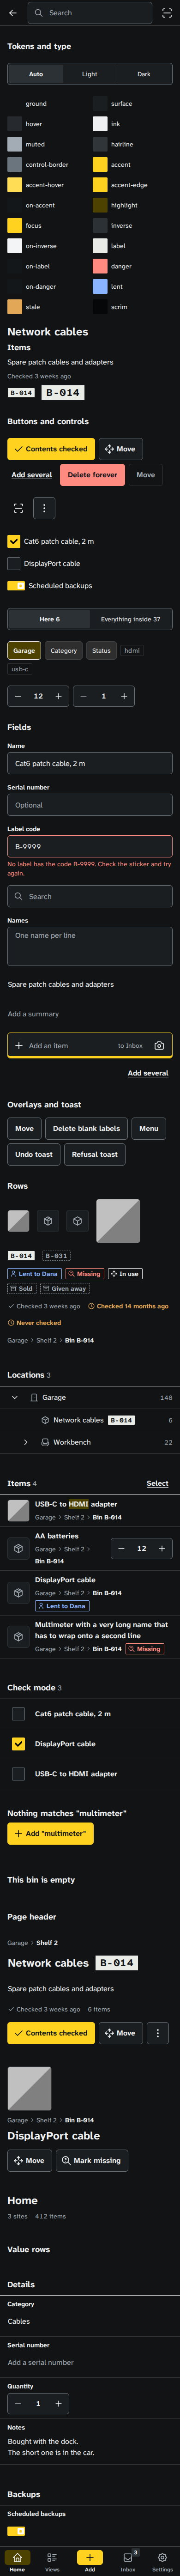 Search
Tokens and type
Auto Light Dark
ground surface
hover ink
muted hairline
control-border accent
accent-hover accent-edge
on-accent highlight
focus inverse
on-inverse label
on-label danger
on-danger lent
stale scrim
Network cables
Items
Spare patch cables and adapters
Checked 3 weeks ago
B-014 B-014
Buttons and controls
Contents checked Move
Add several Delete forever Move
Cat6 patch cable, 2 m
DisplayPort cable
Scheduled backups
Here 6 Everything inside 37
Garage Category Status hdmi
usb-c
12 1
Fields
Name
Cat6 patch cable, 2 m
Serial number
Optional
Label code
B-9999
No label has the code B-9999. Check the sticker and try
again.
Search
Names
One name per line
Spare patch cables and adapters
Add a summary
Add an item to Inbox
Add several
Overlays and toast
Move Delete blank labels Menu
Undo toast Refusal toast
Rows
B-014 B-031
Lent to Dana Missing In use
Sold Given away
Checked 3 weeks ago Checked 14 months ago
Never checked
Garage Shelf 2 Bin B-014
Locations 3
Garage 148
Network cables B-014 6
Workbench 22
Items 4 Select
USB-C to HDMI adapter
Garage Shelf 2 Bin B-014
AA batteries
Garage Shelf 2
Bin B-014
12
DisplayPort cable
Garage Shelf 2 Bin B-014
Lent to Dana
Multimeter with a very long name that
has to wrap onto a second line
Garage Shelf 2 Bin B-014 Missing
Check mode 3
Cat6 patch cable, 2 m
DisplayPort cable
USB-C to HDMI adapter
Nothing matches "multimeter"
Add "multimeter"
This bin is empty
Page header
Garage Shelf 2
Network cables B-014
Spare patch cables and adapters
Checked 3 weeks ago 6 items
Contents checked Move
Garage Shelf 2 Bin B-014
DisplayPort cable
Move Mark missing
Home
3 sites 412 items
Value rows
Details
Category
Cables
Serial number
Add a serial number
Quantity
1
Notes
Bought with the dock.
The short one is in the car.
Backups
Scheduled backups
3
Home Views Add Inbox Settings